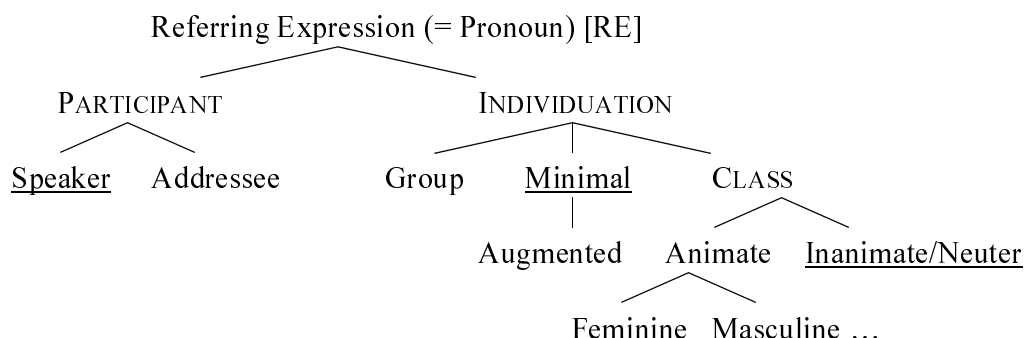 Referring Expression (= Pronoun) [RE]
PARTICIPANT INDIVIDUATION
Speaker Addressee Group Minimal CLASS
Augmented Animate Inanimate/Neuter
Feminine Masculine …